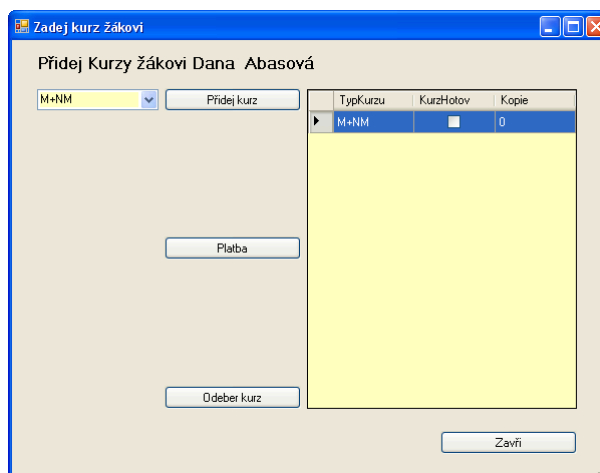 Zadej kurz žákovi
Přidej Kurzy žákovi Dana Abasová
M+NM
Přidej kurz
TypKurzu KurzHotov Kopie
M+NM 0
Platba
Odeber kurz
Zavři